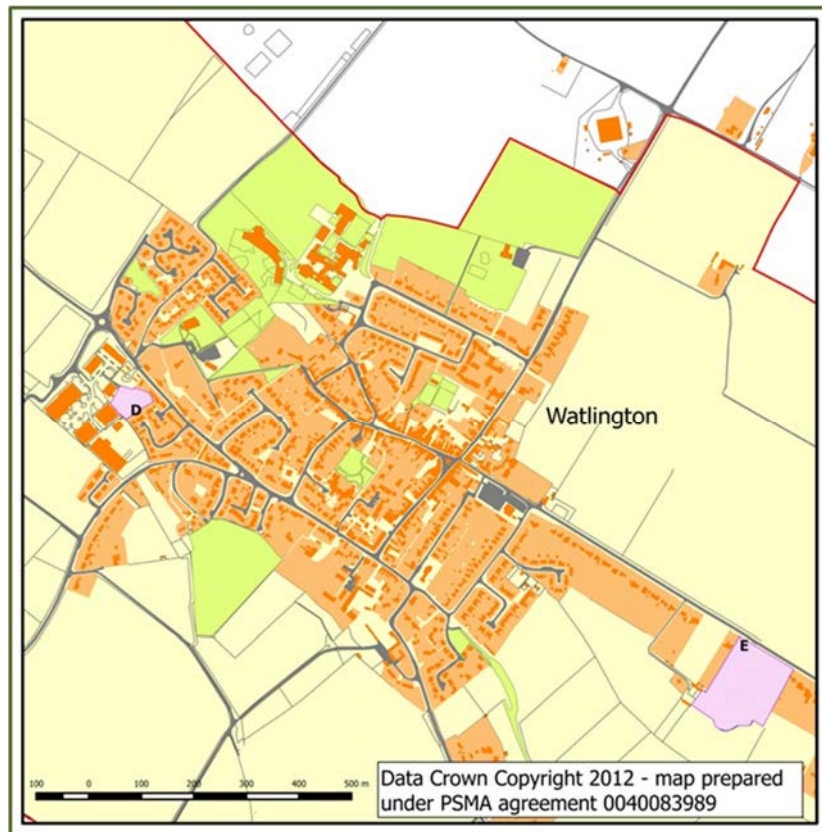 Watlington
D
E
100 0 100 200 300 400 500 m
Data Crown Copyright 2012 - map prepared
under PSMA agreement 0040083989